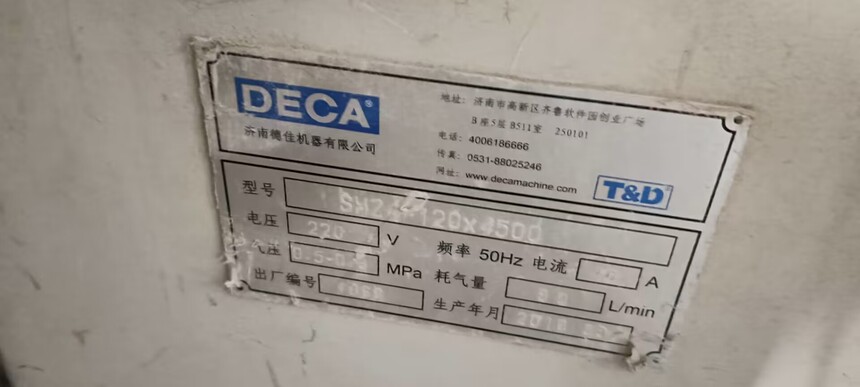 DECA®
济南德佳机器有限公司
地址: 济南市高新区齐鲁软件园创业广场
B座5层 B511室 250101
电话: 4006186666
传真: 0531-88025246
网址: www.decamachine.com
T&D
型号
电压 220 V 频率 50Hz 电流 A
气压 MPa 耗气量 80 L/min
出厂编号 生产年月